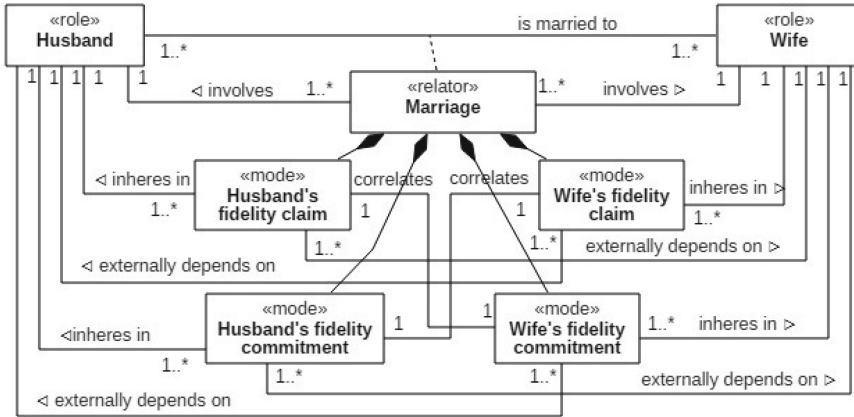 «role»
Husband
is married to
«role»
Wife
1..*
1..*
1 1 1 1 1
1 1 1 1 1
«relator»
Marriage
◁ involves
1..*
1..*
involves ▷
«mode»
Husband's
fidelity claim
correlates
correlates
«mode»
Wife's fidelity
claim
◁ inheres in
1..*
1
1
inheres in ▷
1..*
1..*
1..*
externally depends on ▷
◁ externally depends on
«mode»
Husband's fidelity
commitment
1
1
«mode»
Wife's fidelity
commitment
◁inheres in
1..*
1..*
inheres in ▷
1..*
1..*
externally depends on ▷
◁ externally depends on